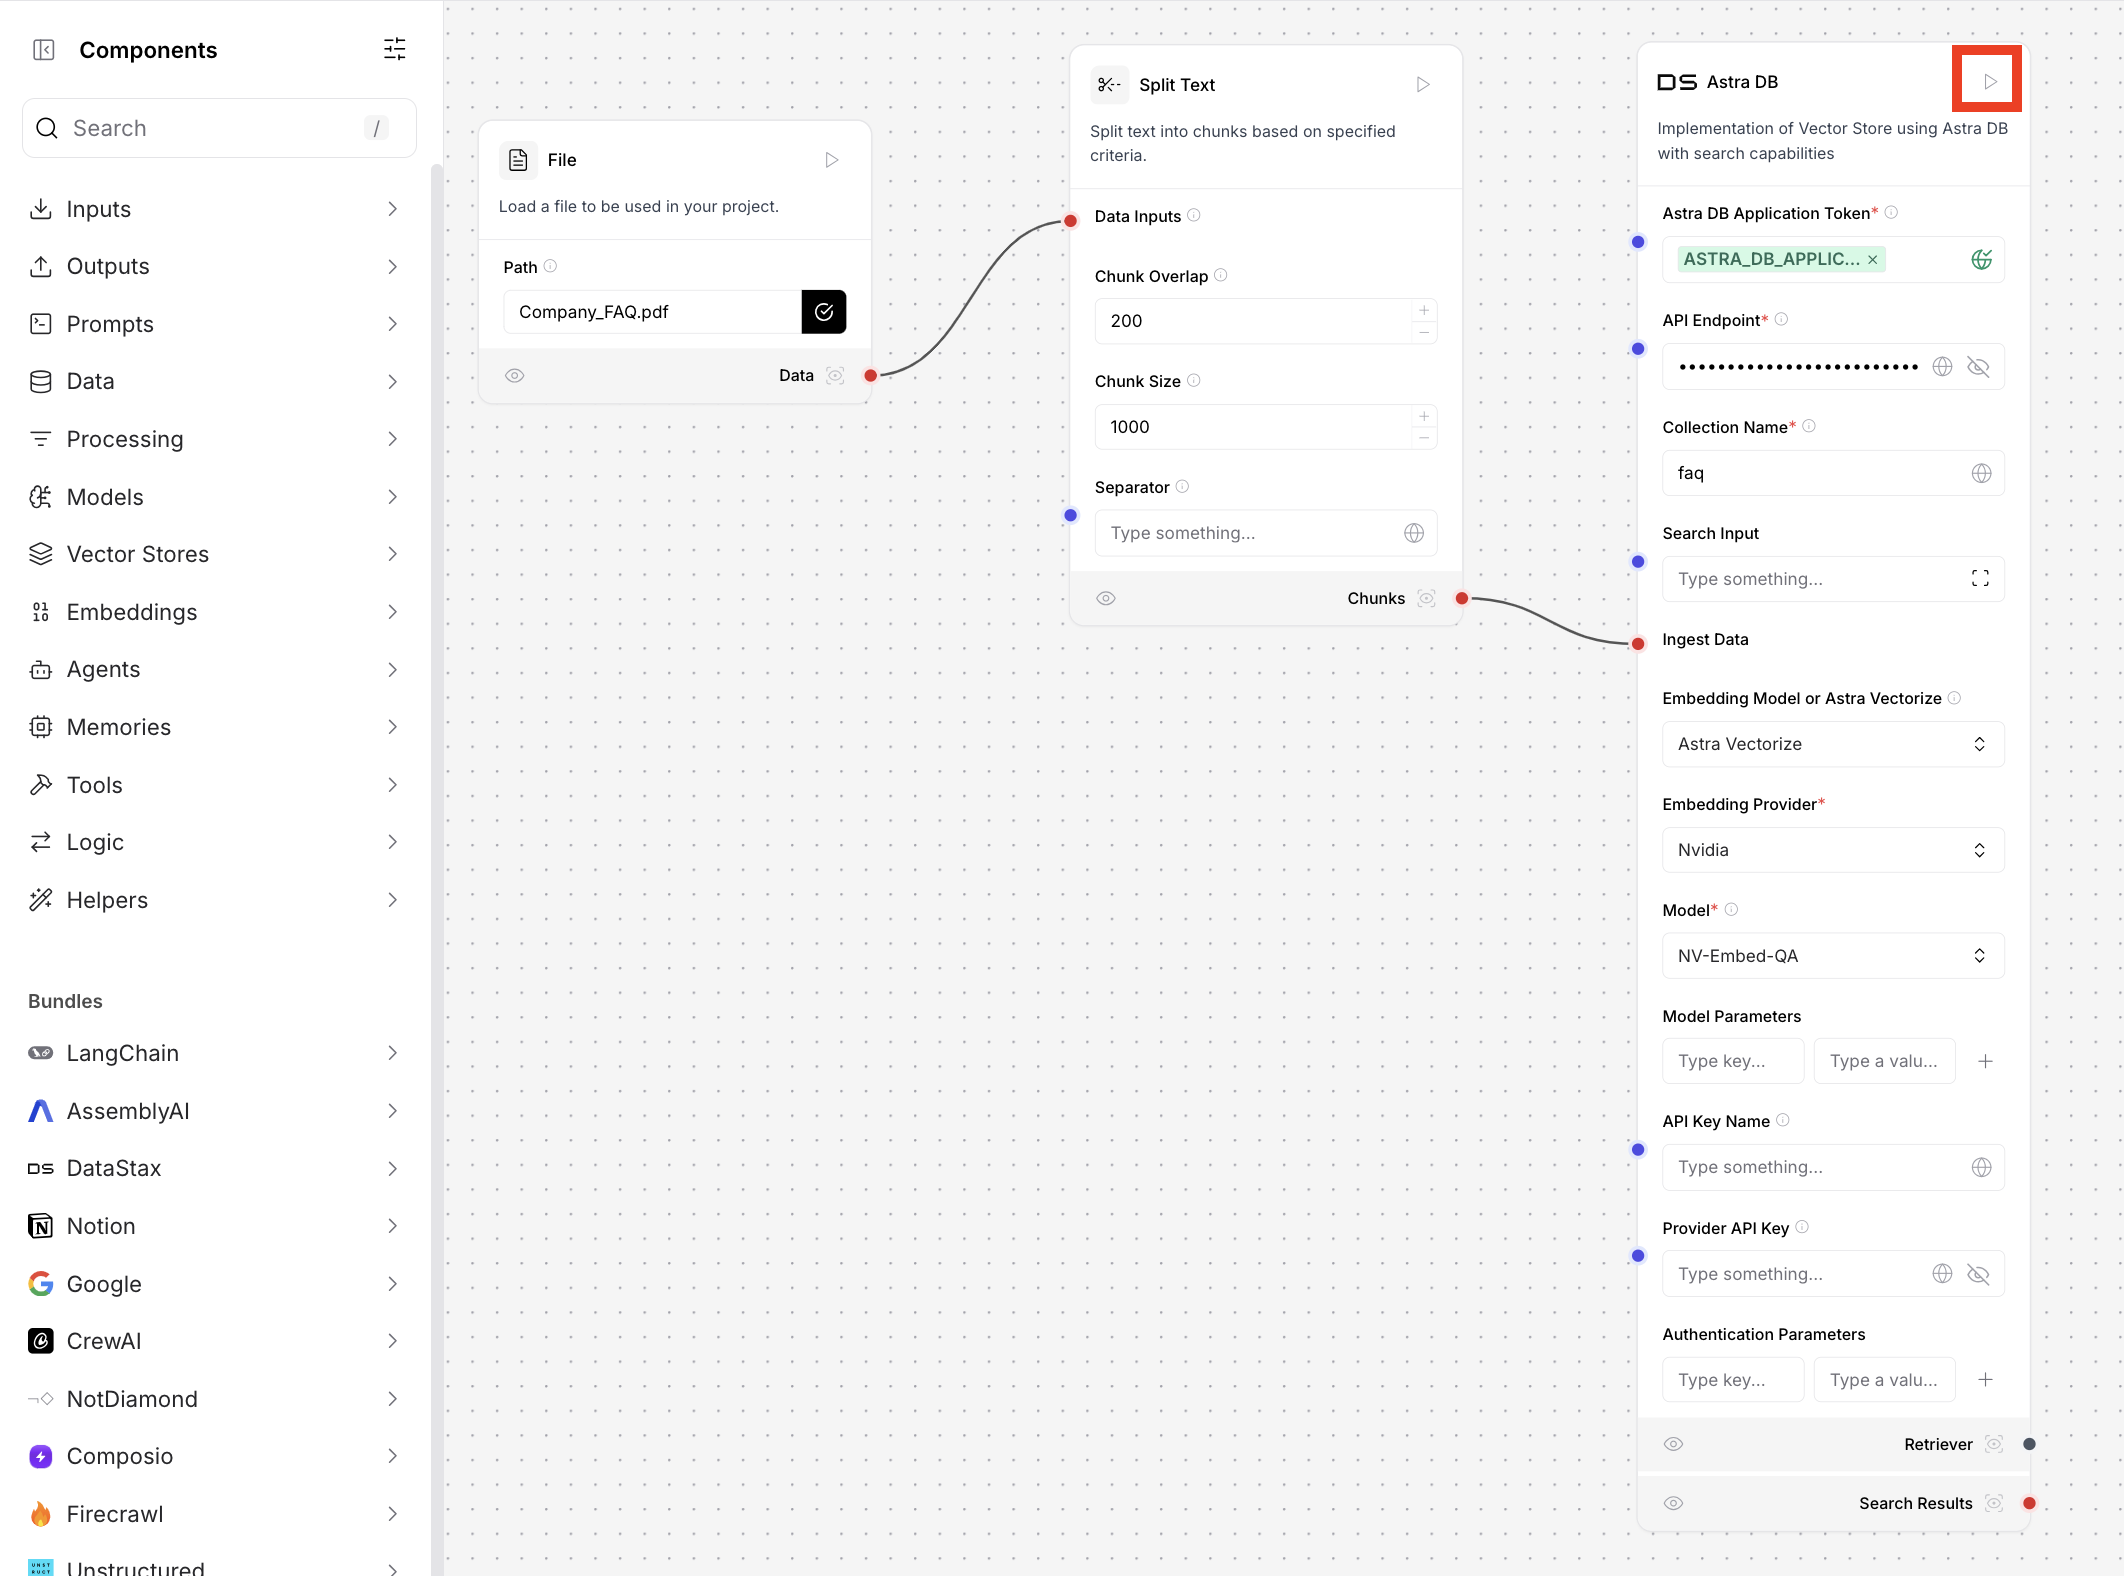 Components
Search
/
Inputs
Outputs
Prompts
Data
Processing
Models
Vector Stores
Embeddings
Agents
Memories
Tools
Logic
Helpers
Bundles
LangChain
AssemblyAI
DS DataStax
Notion
Google
CrewAI
NotDiamond
Composio
Firecrawl
Unstructured
File
Load a file to be used in your project.
Path
Company_FAQ.pdf
Data
Split Text
Split text into chunks based on specified
criteria.
Data Inputs
Chunk Overlap
200
Chunk Size
1000
Separator
Type something...
Chunks
DS Astra DB
Implementation of Vector Store using Astra DB
with search capabilities
Astra DB Application Token*
ASTRA_DB_APPLIC... ×
API Endpoint*
••••••••••••••••••••••••••
Collection Name*
faq
Search Input
Type something...
Ingest Data
Embedding Model or Astra Vectorize
Astra Vectorize
Embedding Provider*
Nvidia
Model*
NV-Embed-QA
Model Parameters
Type key... Type a valu...
API Key Name
Type something...
Provider API Key
Type something...
Authentication Parameters
Type key... Type a valu...
Retriever
Search Results